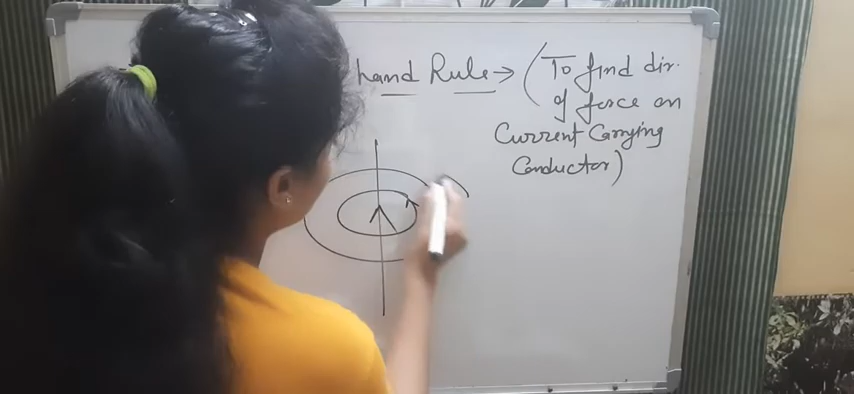 hand Rule → (To find dir.
of force on
Current Carrying
Conductor)